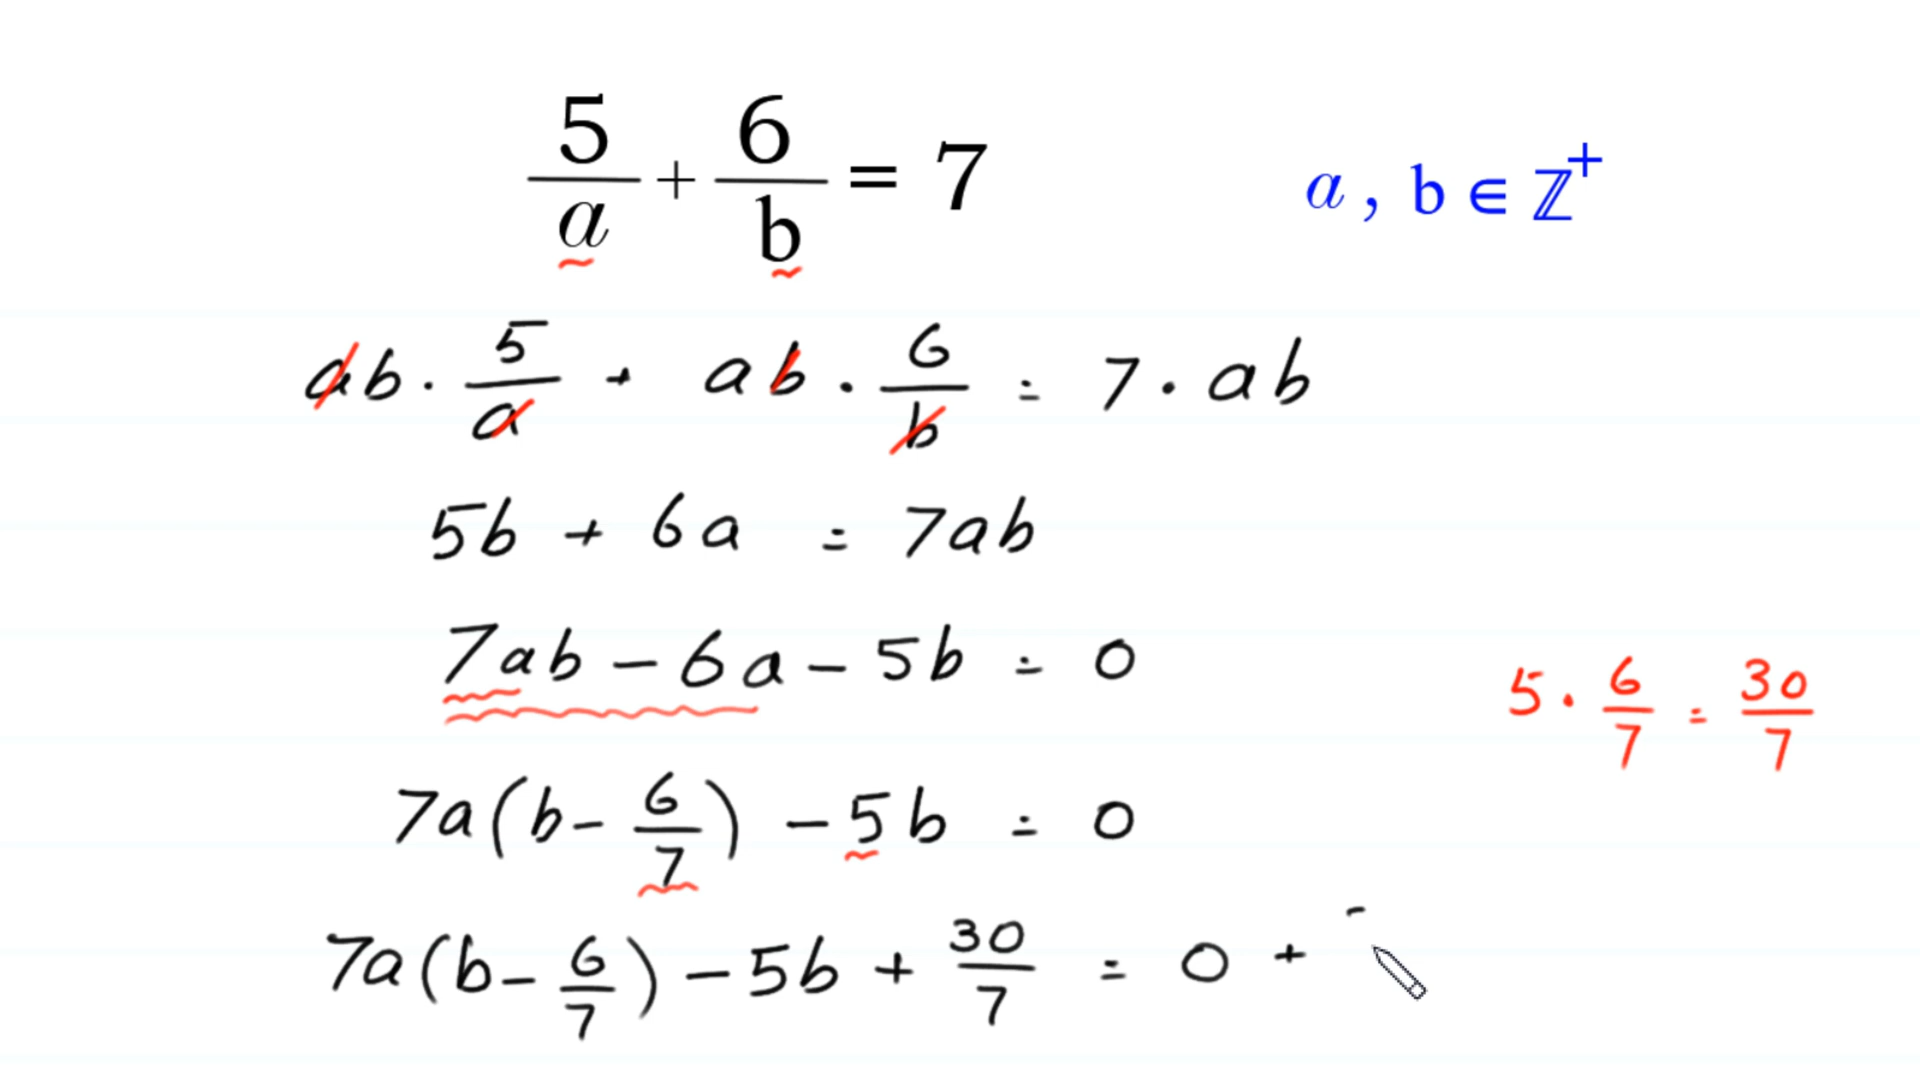 5/a + 6/b = 7
a, b ∈ ℤ⁺
ab · 5/a + ab · 6/b = 7 · ab
5b + 6a = 7ab
7ab − 6a − 5b = 0
5 · 6/7 = 30/7
7a(b − 6/7) − 5b = 0
7a(b − 6/7) − 5b + 30/7 = 0 +